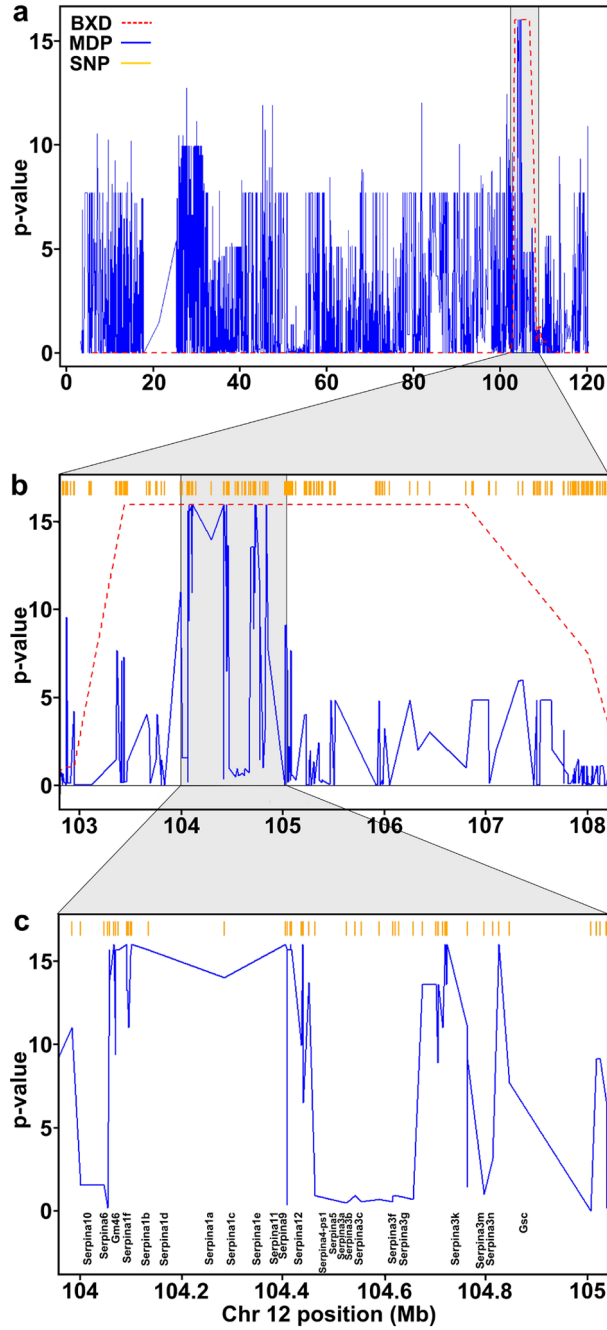 a
BXD
MDP
SNP
15
10
5
0
p-value
0 20 40 60 80 100 120
b
15
10
5
0
p-value
103 104 105 106 107 108
c
15
10
5
0
p-value
Serpina10
Serpina6
Gm46
Serpina1f
Serpina1b
Serpina1d
Serpina1a
Serpina1c
Serpina1e
Serpina11
Serpina9
Serpina12
Serpina4-ps1
Serpina5
Serpina3a
Serpina3b
Serpina3c
Serpina3f
Serpina3g
Serpina3k
Serpina3m
Serpina3n
Gsc
104 104.2 104.4 104.6 104.8 105
Chr 12 position (Mb)